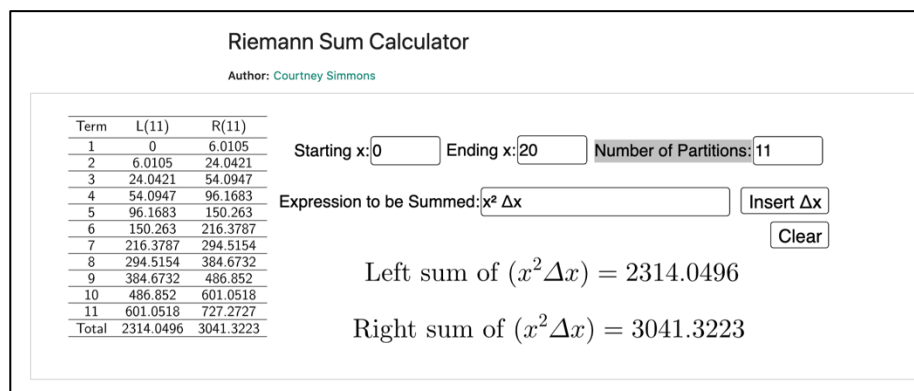 Riemann Sum Calculator
Author: Courtney Simmons
Term L(11) R(11)
1 0 6.0105
2 6.0105 24.0421
3 24.0421 54.0947
4 54.0947 96.1683
5 96.1683 150.263
6 150.263 216.3787
7 216.3787 294.5154
8 294.5154 384.6732
9 384.6732 486.852
10 486.852 601.0518
11 601.0518 727.2727
Total 2314.0496 3041.3223
Starting x: 0 Ending x: 20 Number of Partitions: 11
Expression to be Summed: x² Δx Insert Δx
Clear
Left sum of (x²Δx) = 2314.0496
Right sum of (x²Δx) = 3041.3223